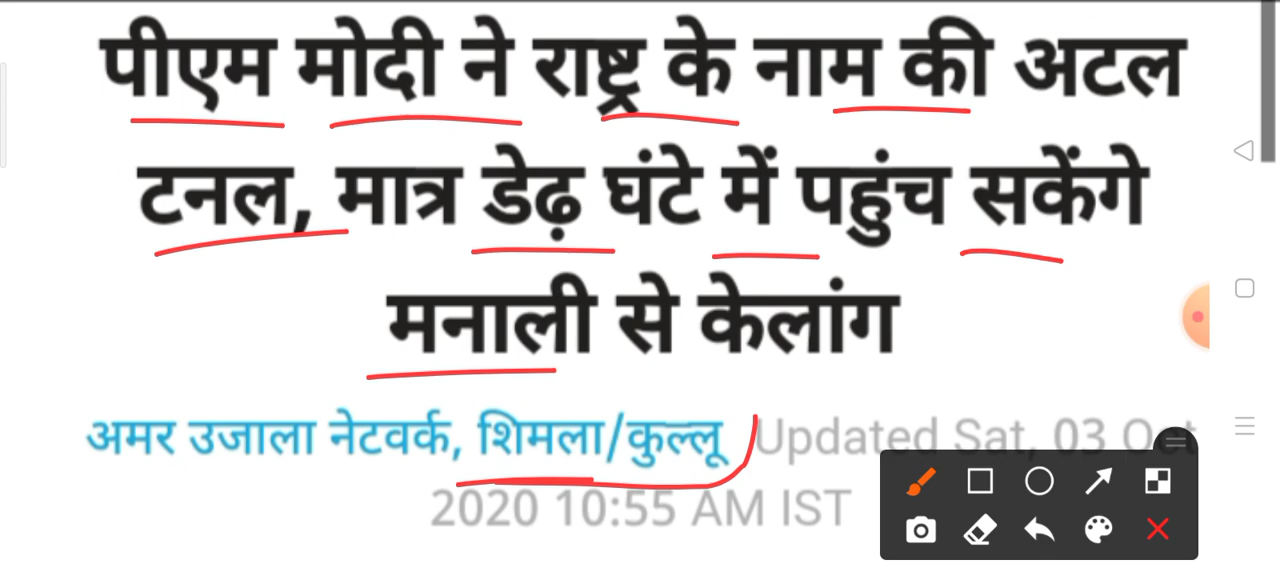 पीएम मोदी ने राष्ट्र के नाम की अटल
टनल, मात्र डेढ़ घंटे में पहुंच सकेंगे
मनाली से केलांग
अमर उजाला नेटवर्क, शिमला/कुल्लू Updated Sat, 03 Oct
2020 10:55 AM IST